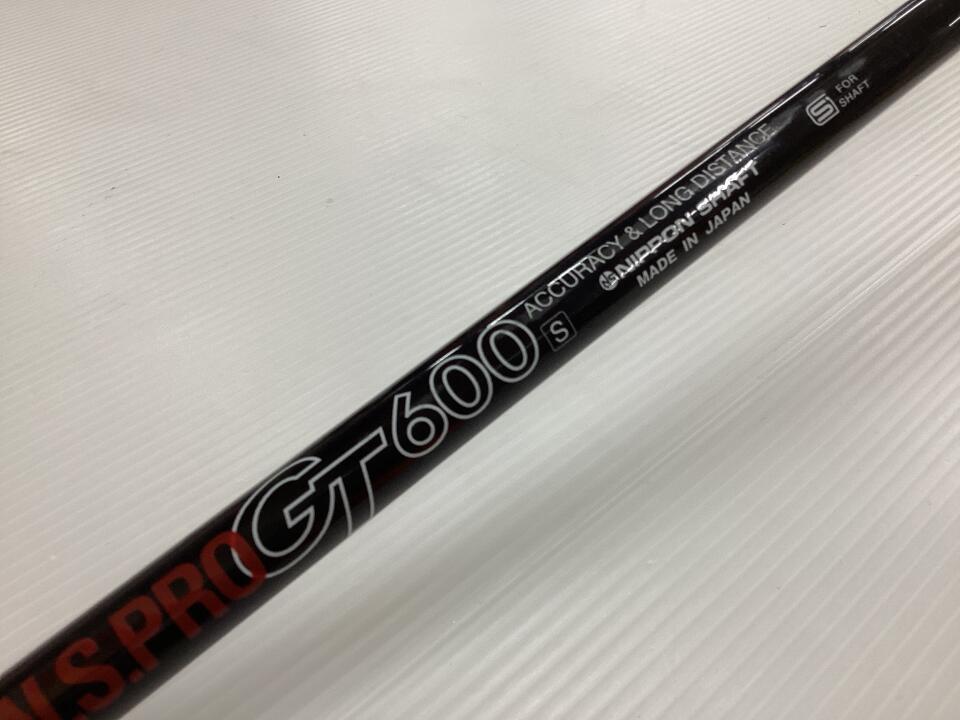 N.S.PRO GT600
S
ACCURACY & LONG DISTANCE
NIPPON SHAFT
MADE IN JAPAN
S
FOR
SHAFT